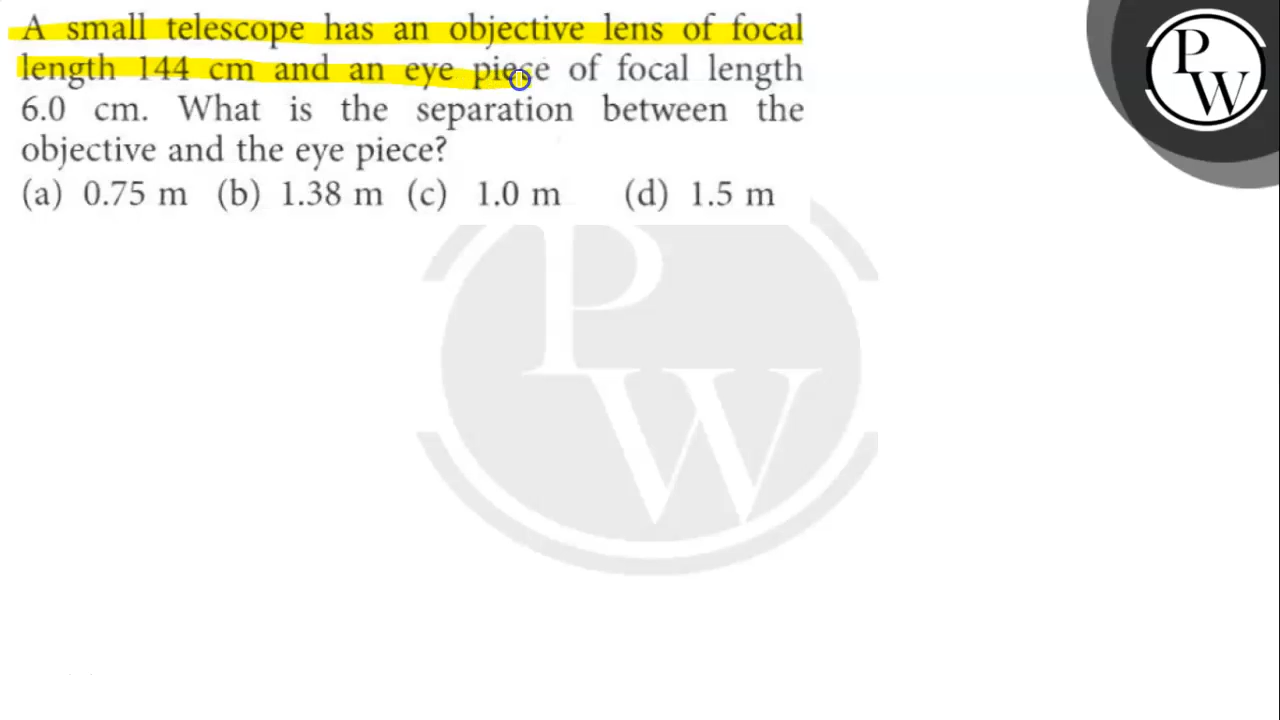 A small telescope has an objective lens of focal
length 144 cm and an eye piece of focal length
6.0 cm. What is the separation between the
objective and the eye piece?
(a) 0.75 m (b) 1.38 m (c) 1.0 m (d) 1.5 m
P
W
P
W